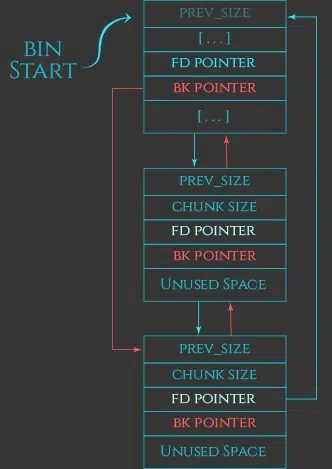 BIN
START
PREV_SIZE
[ . . . ]
FD POINTER
BK POINTER
[ . . . ]
PREV_SIZE
CHUNK SIZE
FD POINTER
BK POINTER
UNUSED SPACE
PREV_SIZE
CHUNK SIZE
FD POINTER
BK POINTER
UNUSED SPACE